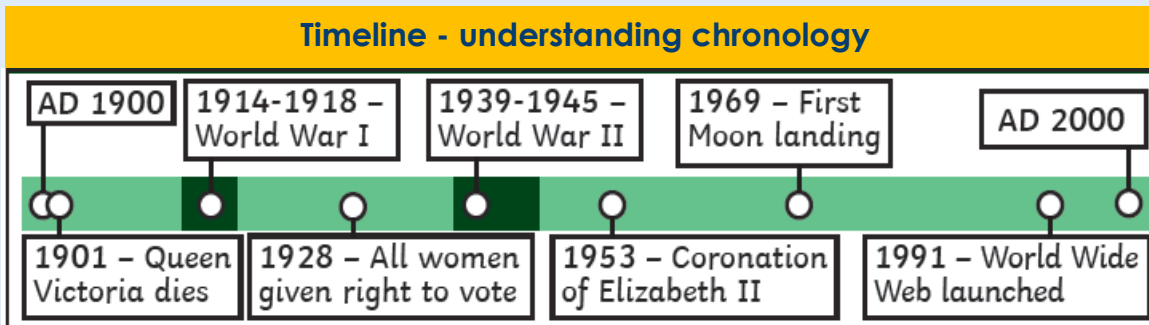 Timeline - understanding chronology
AD 1900
1914-1918 –
World War I
1939-1945 –
World War II
1969 – First
Moon landing
AD 2000
1901 – Queen
Victoria dies
1928 – All women
given right to vote
1953 – Coronation
of Elizabeth II
1991 – World Wide
Web launched